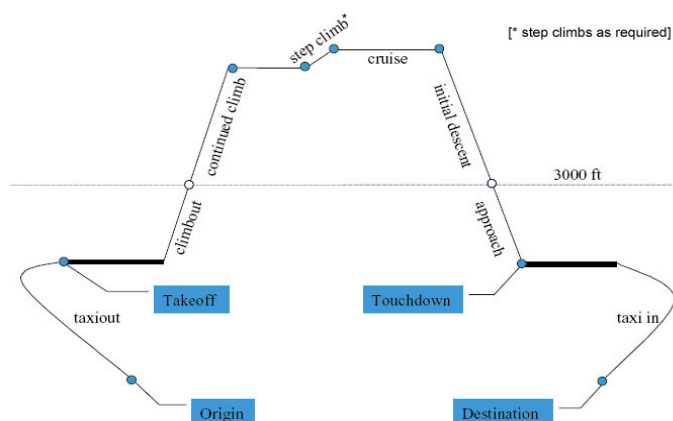 step climb*
[* step climbs as required]
cruise
continued climb
initial descent
3000 ft
climbout
approach
Takeoff
Touchdown
taxiout
taxi in
Origin
Destination